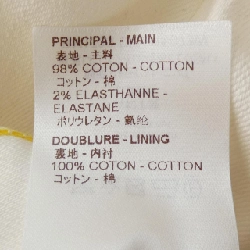 PRINCIPAL - MAIN
表地 - 主料
98% COTON - COTTON
コットン - 棉
2% ELASTHANNE -
ELASTANE
ポリウレタン - 氨纶
DOUBLURE - LINING
裏地 - 内衬
100% COTON - COTTON
コットン - 棉